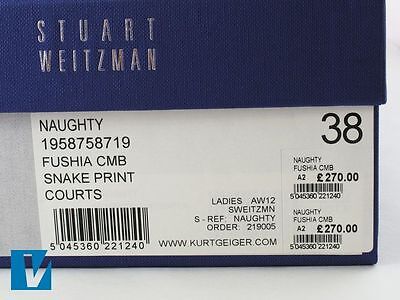 STUART
WEITZMAN
NAUGHTY
1958758719
FUSHIA CMB
SNAKE PRINT
COURTS
38
5 045360 221240
LADIES AW12
SWEITZMN
S - REF: NAUGHTY
ORDER: 219005
WWW.KURTGEIGER.COM
NAUGHTY
FUSHIA CMB
A2 £270.00
5 045360 221240
NAUGHTY
FUSHIA CMB
A2 £270.00
5 045360 221240
V